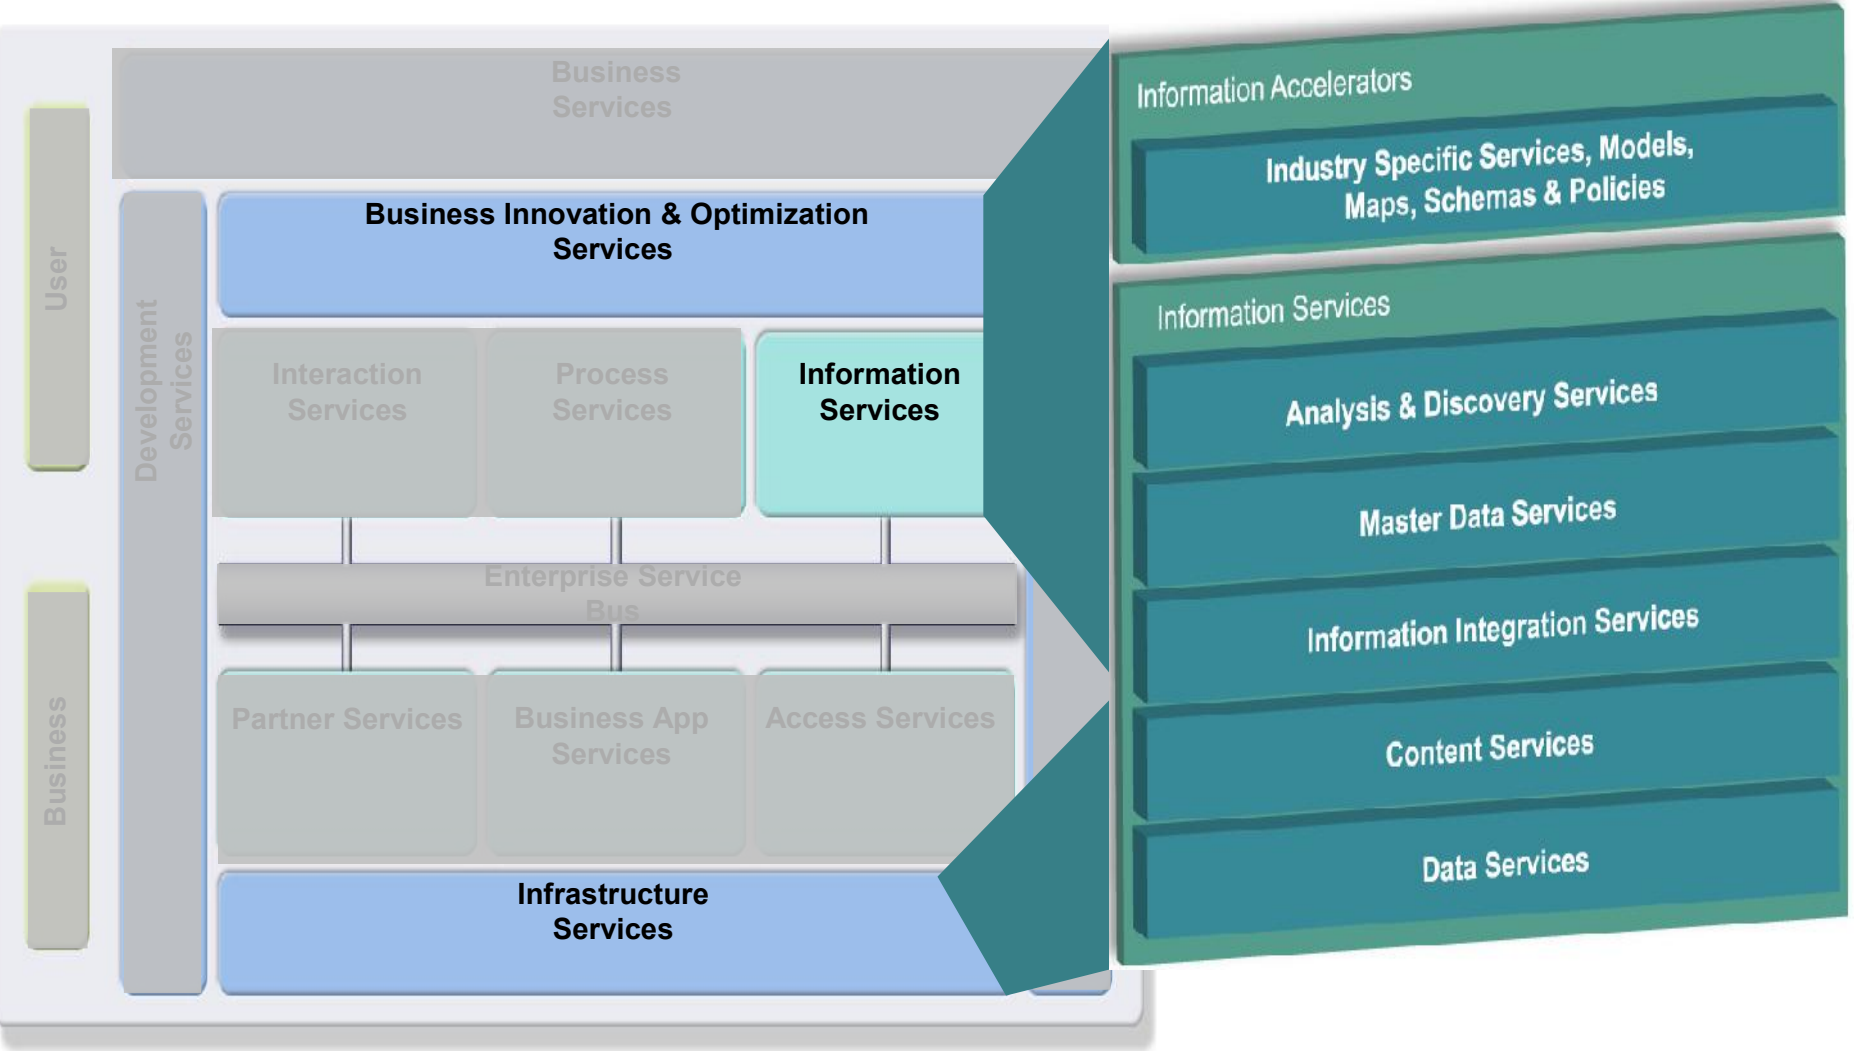 Business
Services
User
Business
Development
Services
Business Innovation & Optimization
Services
Interaction
Services
Process
Services
Information
Services
Enterprise Service
Bus
Partner Services
Business App
Services
Access Services
Infrastructure
Services
Information Accelerators
Industry Specific Services, Models,
Maps, Schemas & Policies
Information Services
Analysis & Discovery Services
Master Data Services
Information Integration Services
Content Services
Data Services